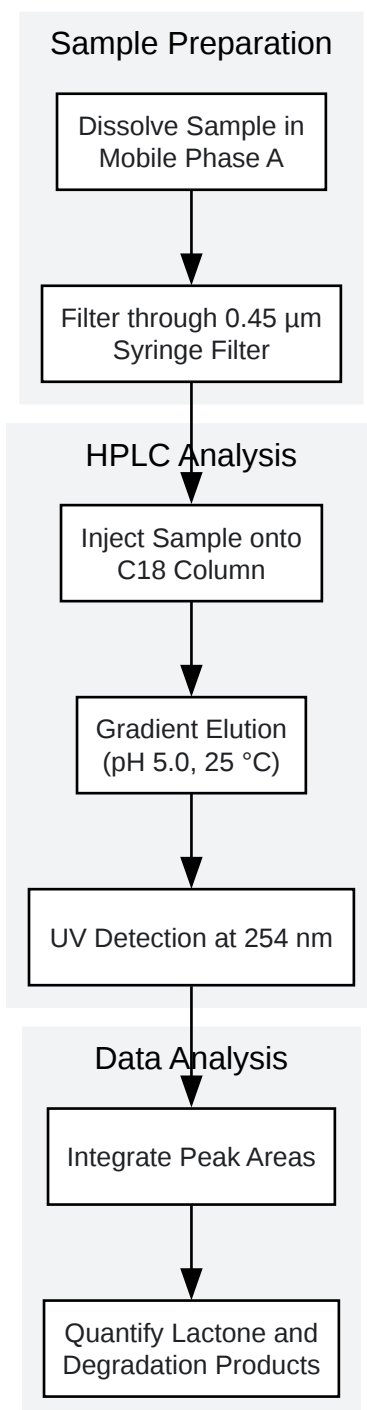 Sample Preparation
Dissolve Sample in
Mobile Phase A
Filter through 0.45 µm
Syringe Filter
HPLC Analysis
Inject Sample onto
C18 Column
Gradient Elution
(pH 5.0, 25 °C)
UV Detection at 254 nm
Data Analysis
Integrate Peak Areas
Quantify Lactone and
Degradation Products